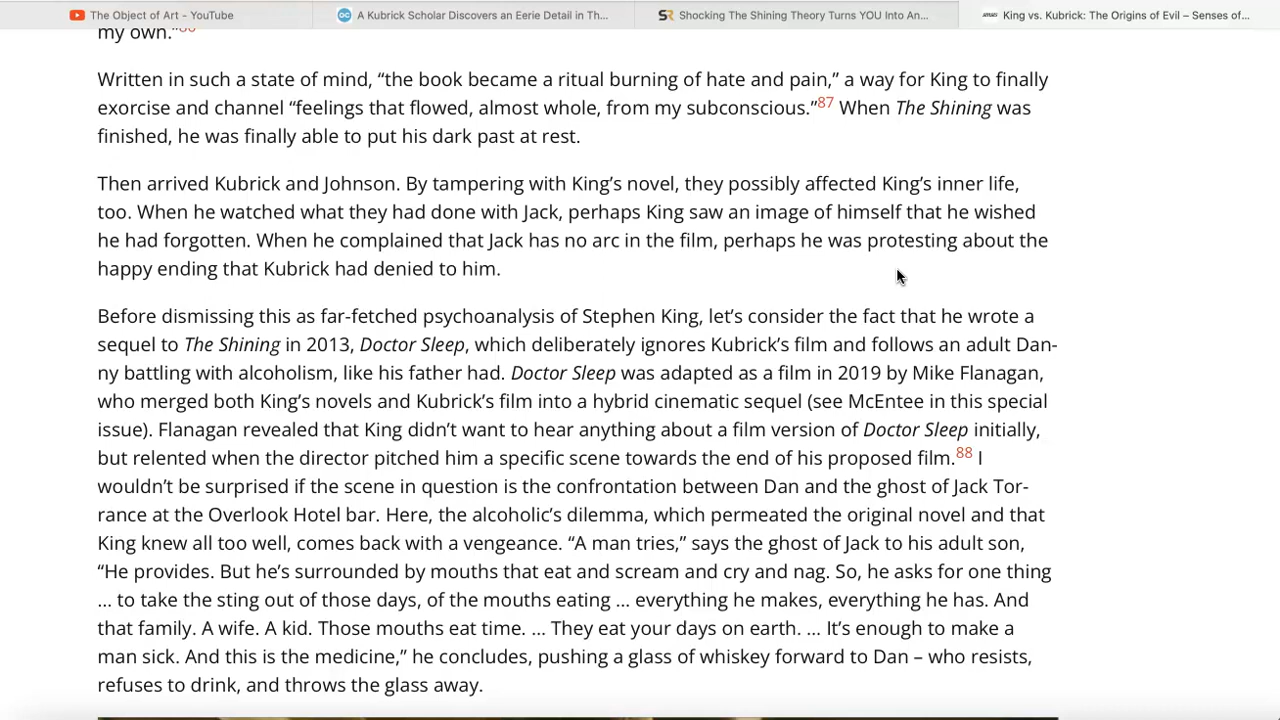 The Object of Art – YouTube
A Kubrick Scholar Discovers an Eerie Detail in Th...
Shocking The Shining Theory Turns YOU Into An...
King vs. Kubrick: The Origins of Evil – Senses of...
my own.”86
Written in such a state of mind, “the book became a ritual burning of hate and pain,” a way for King to finally
exorcise and channel “feelings that flowed, almost whole, from my subconscious.”87 When The Shining was
finished, he was finally able to put his dark past at rest.
Then arrived Kubrick and Johnson. By tampering with King’s novel, they possibly affected King’s inner life,
too. When he watched what they had done with Jack, perhaps King saw an image of himself that he wished
he had forgotten. When he complained that Jack has no arc in the film, perhaps he was protesting about the
happy ending that Kubrick had denied to him.
Before dismissing this as far-fetched psychoanalysis of Stephen King, let’s consider the fact that he wrote a
sequel to The Shining in 2013, Doctor Sleep, which deliberately ignores Kubrick’s film and follows an adult Dan-
ny battling with alcoholism, like his father had. Doctor Sleep was adapted as a film in 2019 by Mike Flanagan,
who merged both King’s novels and Kubrick’s film into a hybrid cinematic sequel (see McEntee in this special
issue). Flanagan revealed that King didn’t want to hear anything about a film version of Doctor Sleep initially,
but relented when the director pitched him a specific scene towards the end of his proposed film.88 I
wouldn’t be surprised if the scene in question is the confrontation between Dan and the ghost of Jack Tor-
rance at the Overlook Hotel bar. Here, the alcoholic’s dilemma, which permeated the original novel and that
King knew all too well, comes back with a vengeance. “A man tries,” says the ghost of Jack to his adult son,
“He provides. But he’s surrounded by mouths that eat and scream and cry and nag. So, he asks for one thing
… to take the sting out of those days, of the mouths eating … everything he makes, everything he has. And
that family. A wife. A kid. Those mouths eat time. … They eat your days on earth. … It’s enough to make a
man sick. And this is the medicine,” he concludes, pushing a glass of whiskey forward to Dan – who resists,
refuses to drink, and throws the glass away.